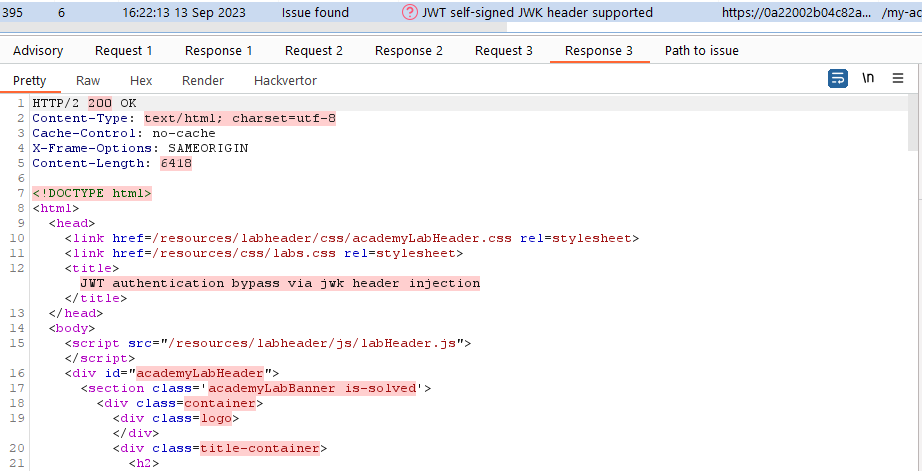 395 6 16:22:13 13 Sep 2023 Issue found ? JWT self-signed JWK header supported https://0a22002b04c82a... /my-ac
Advisory Request 1 Response 1 Request 2 Response 2 Request 3 Response 3 Path to issue
Pretty Raw Hex Render Hackvertor \n
1 HTTP/2 200 OK
2 Content-Type: text/html; charset=utf-8
3 Cache-Control: no-cache
4 X-Frame-Options: SAMEORIGIN
5 Content-Length: 6418
6
7 <!DOCTYPE html>
8 <html>
9 <head>
10 <link href=/resources/labheader/css/academyLabHeader.css rel=stylesheet>
11 <link href=/resources/css/labs.css rel=stylesheet>
12 <title>
JWT authentication bypass via jwk header injection
</title>
13 </head>
14 <body>
15 <script src="/resources/labheader/js/labHeader.js">
</script>
16 <div id="academyLabHeader">
17 <section class='academyLabBanner is-solved'>
18 <div class=container>
19 <div class=logo>
</div>
20 <div class=title-container>
21 <h2>